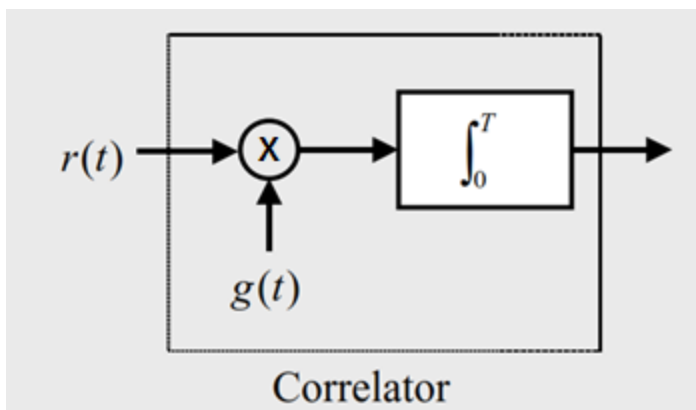 r(t)
X
∫₀ᵀ
g(t)
Correlator